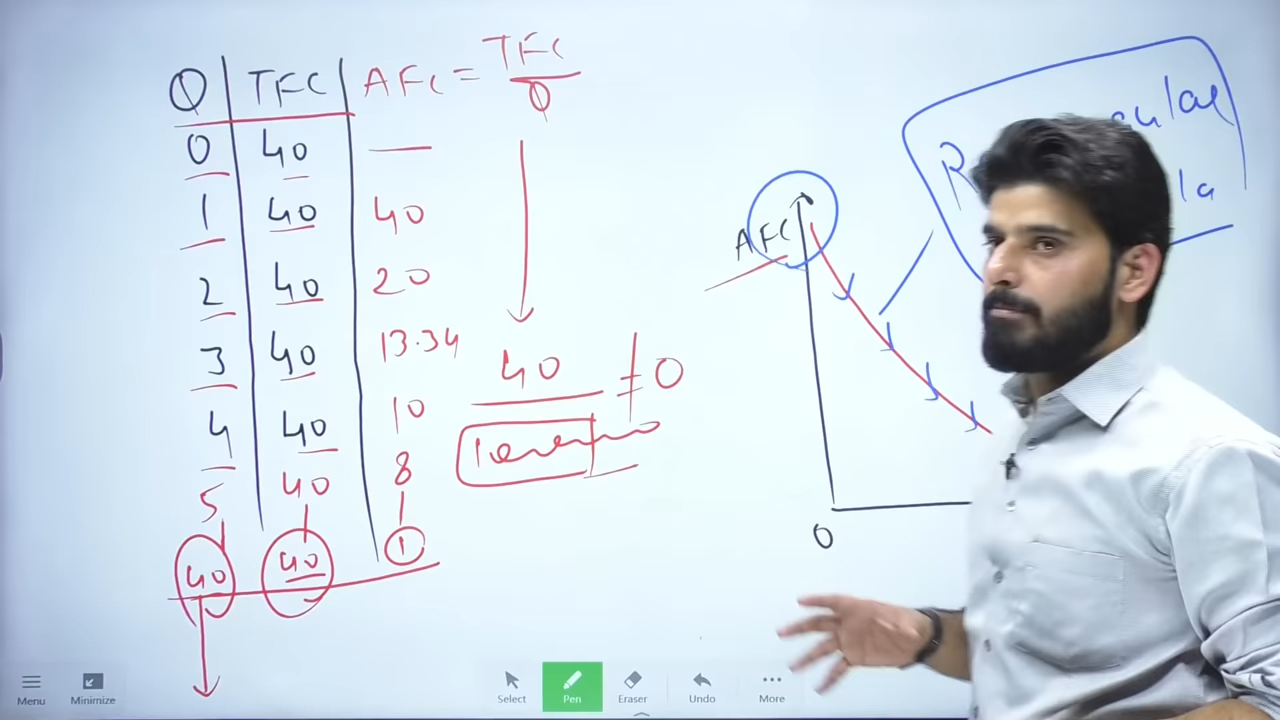 Q TFC AFC = TFC / Q
0 40 —
1 40 40
2 40 20
3 40 13.34
4 40 10
5 40 8
40 40 1
40 ≠ 0
AFC
0
Menu Minimize Select Pen Eraser Undo More